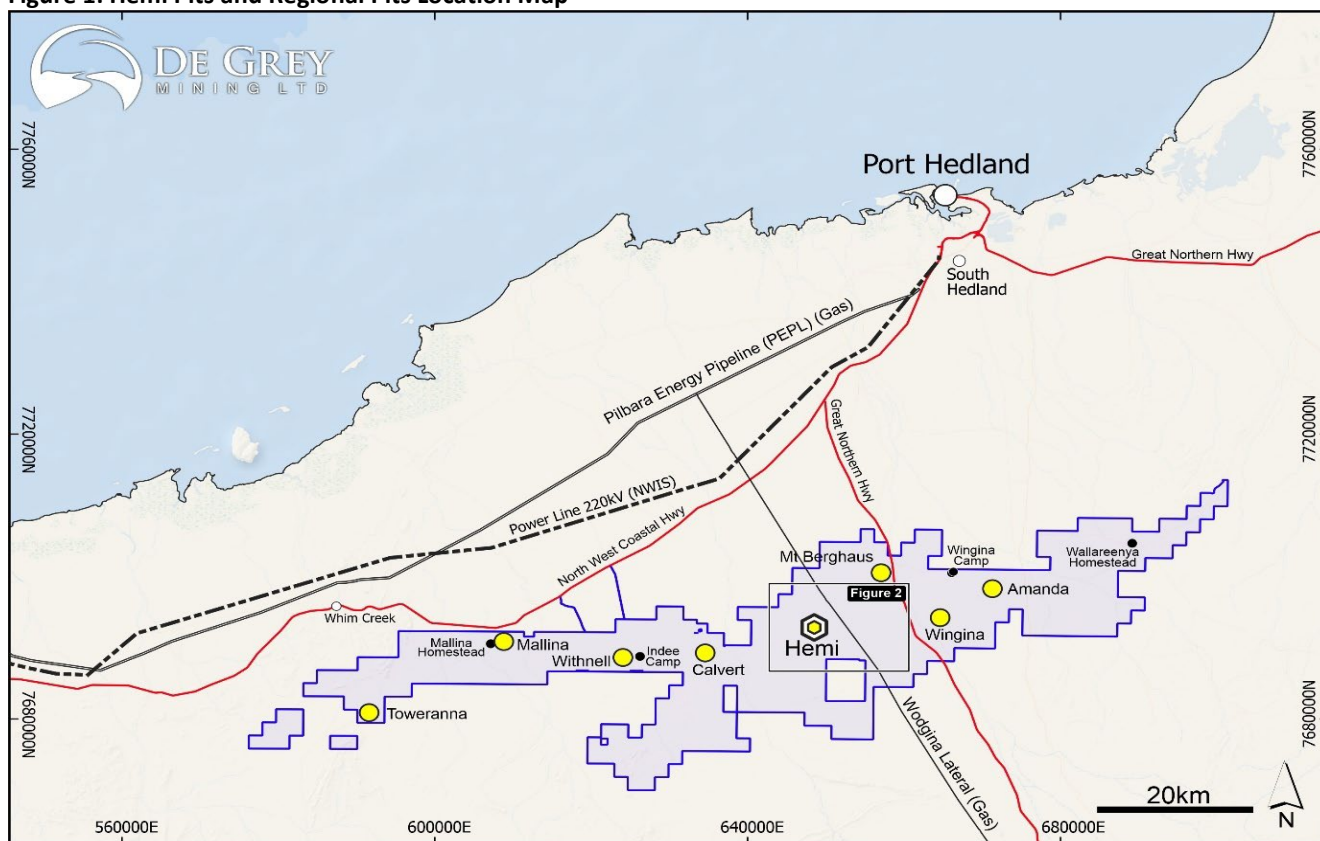 Figure 1: Hemi Pits and Regional Pits Location Map
DE GREY
MINING LTD
7760000N
7760000N
Port Hedland
Great Northern Hwy
South
Hedland
Pilbara Energy Pipeline (PEPL) (Gas)
7720000N
7720000N
Great Northern Hwy
Power Line 220kV (NWIS)
North West Coastal Hwy
Mt Berghaus
Wingina
Camp
Wallareenya
Homestead
Figure 2
Amanda
Whim Creek
Wingina
Hemi
Mallina
Homestead
Mallina
Withnell
Indee
Camp
Calvert
Toweranna
7680000N
7680000N
Wodgina Lateral (Gas)
20km
N
560000E
600000E
640000E
680000E